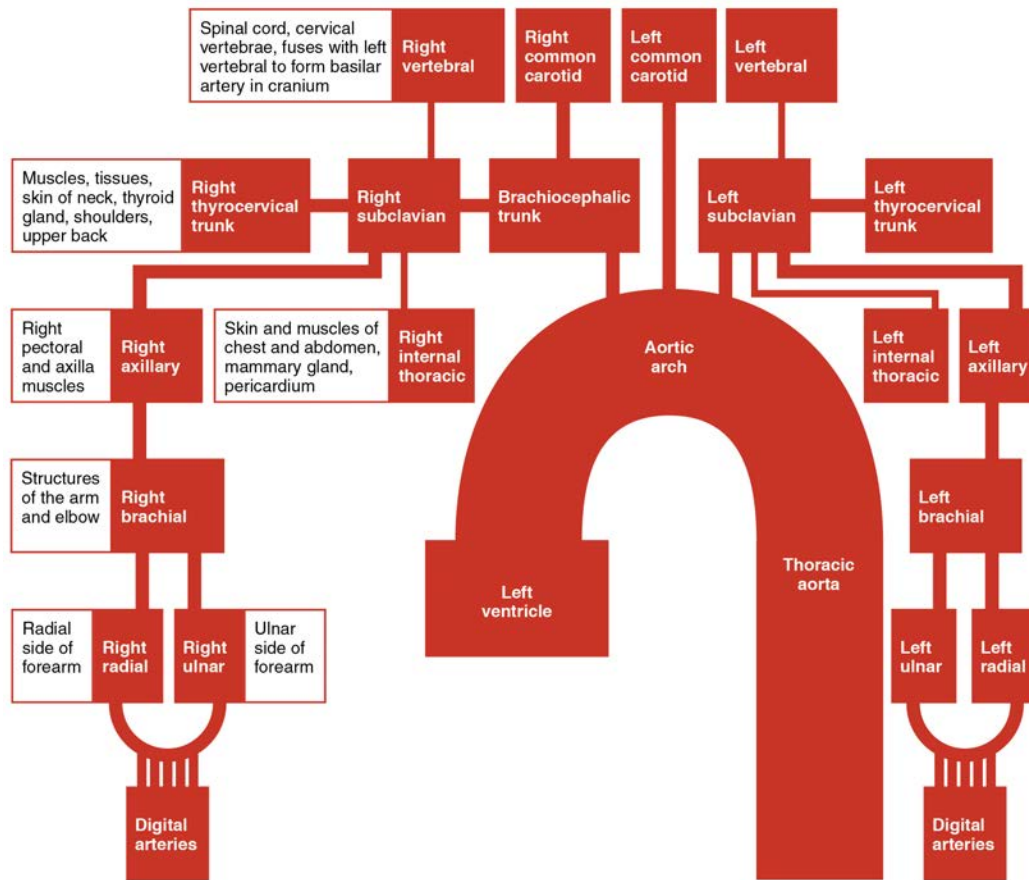 Spinal cord, cervical
vertebrae, fuses with left
vertebral to form basilar
artery in cranium
Right
vertebral
Right
common
carotid
Left
common
carotid
Left
vertebral
Muscles, tissues,
skin of neck, thyroid
gland, shoulders,
upper back
Right
thyrocervical
trunk
Right
subclavian
Brachiocephalic
trunk
Left
subclavian
Left
thyrocervical
trunk
Right
pectoral
and axilla
muscles
Right
axillary
Skin and muscles of
chest and abdomen,
mammary gland,
pericardium
Right
internal
thoracic
Aortic
arch
Left
internal
thoracic
Left
axillary
Structures
of the arm
and elbow
Right
brachial
Left
brachial
Left
ventricle
Thoracic
aorta
Radial
side of
forearm
Right
radial
Right
ulnar
Ulnar
side of
forearm
Left
ulnar
Left
radial
Digital
arteries
Digital
arteries